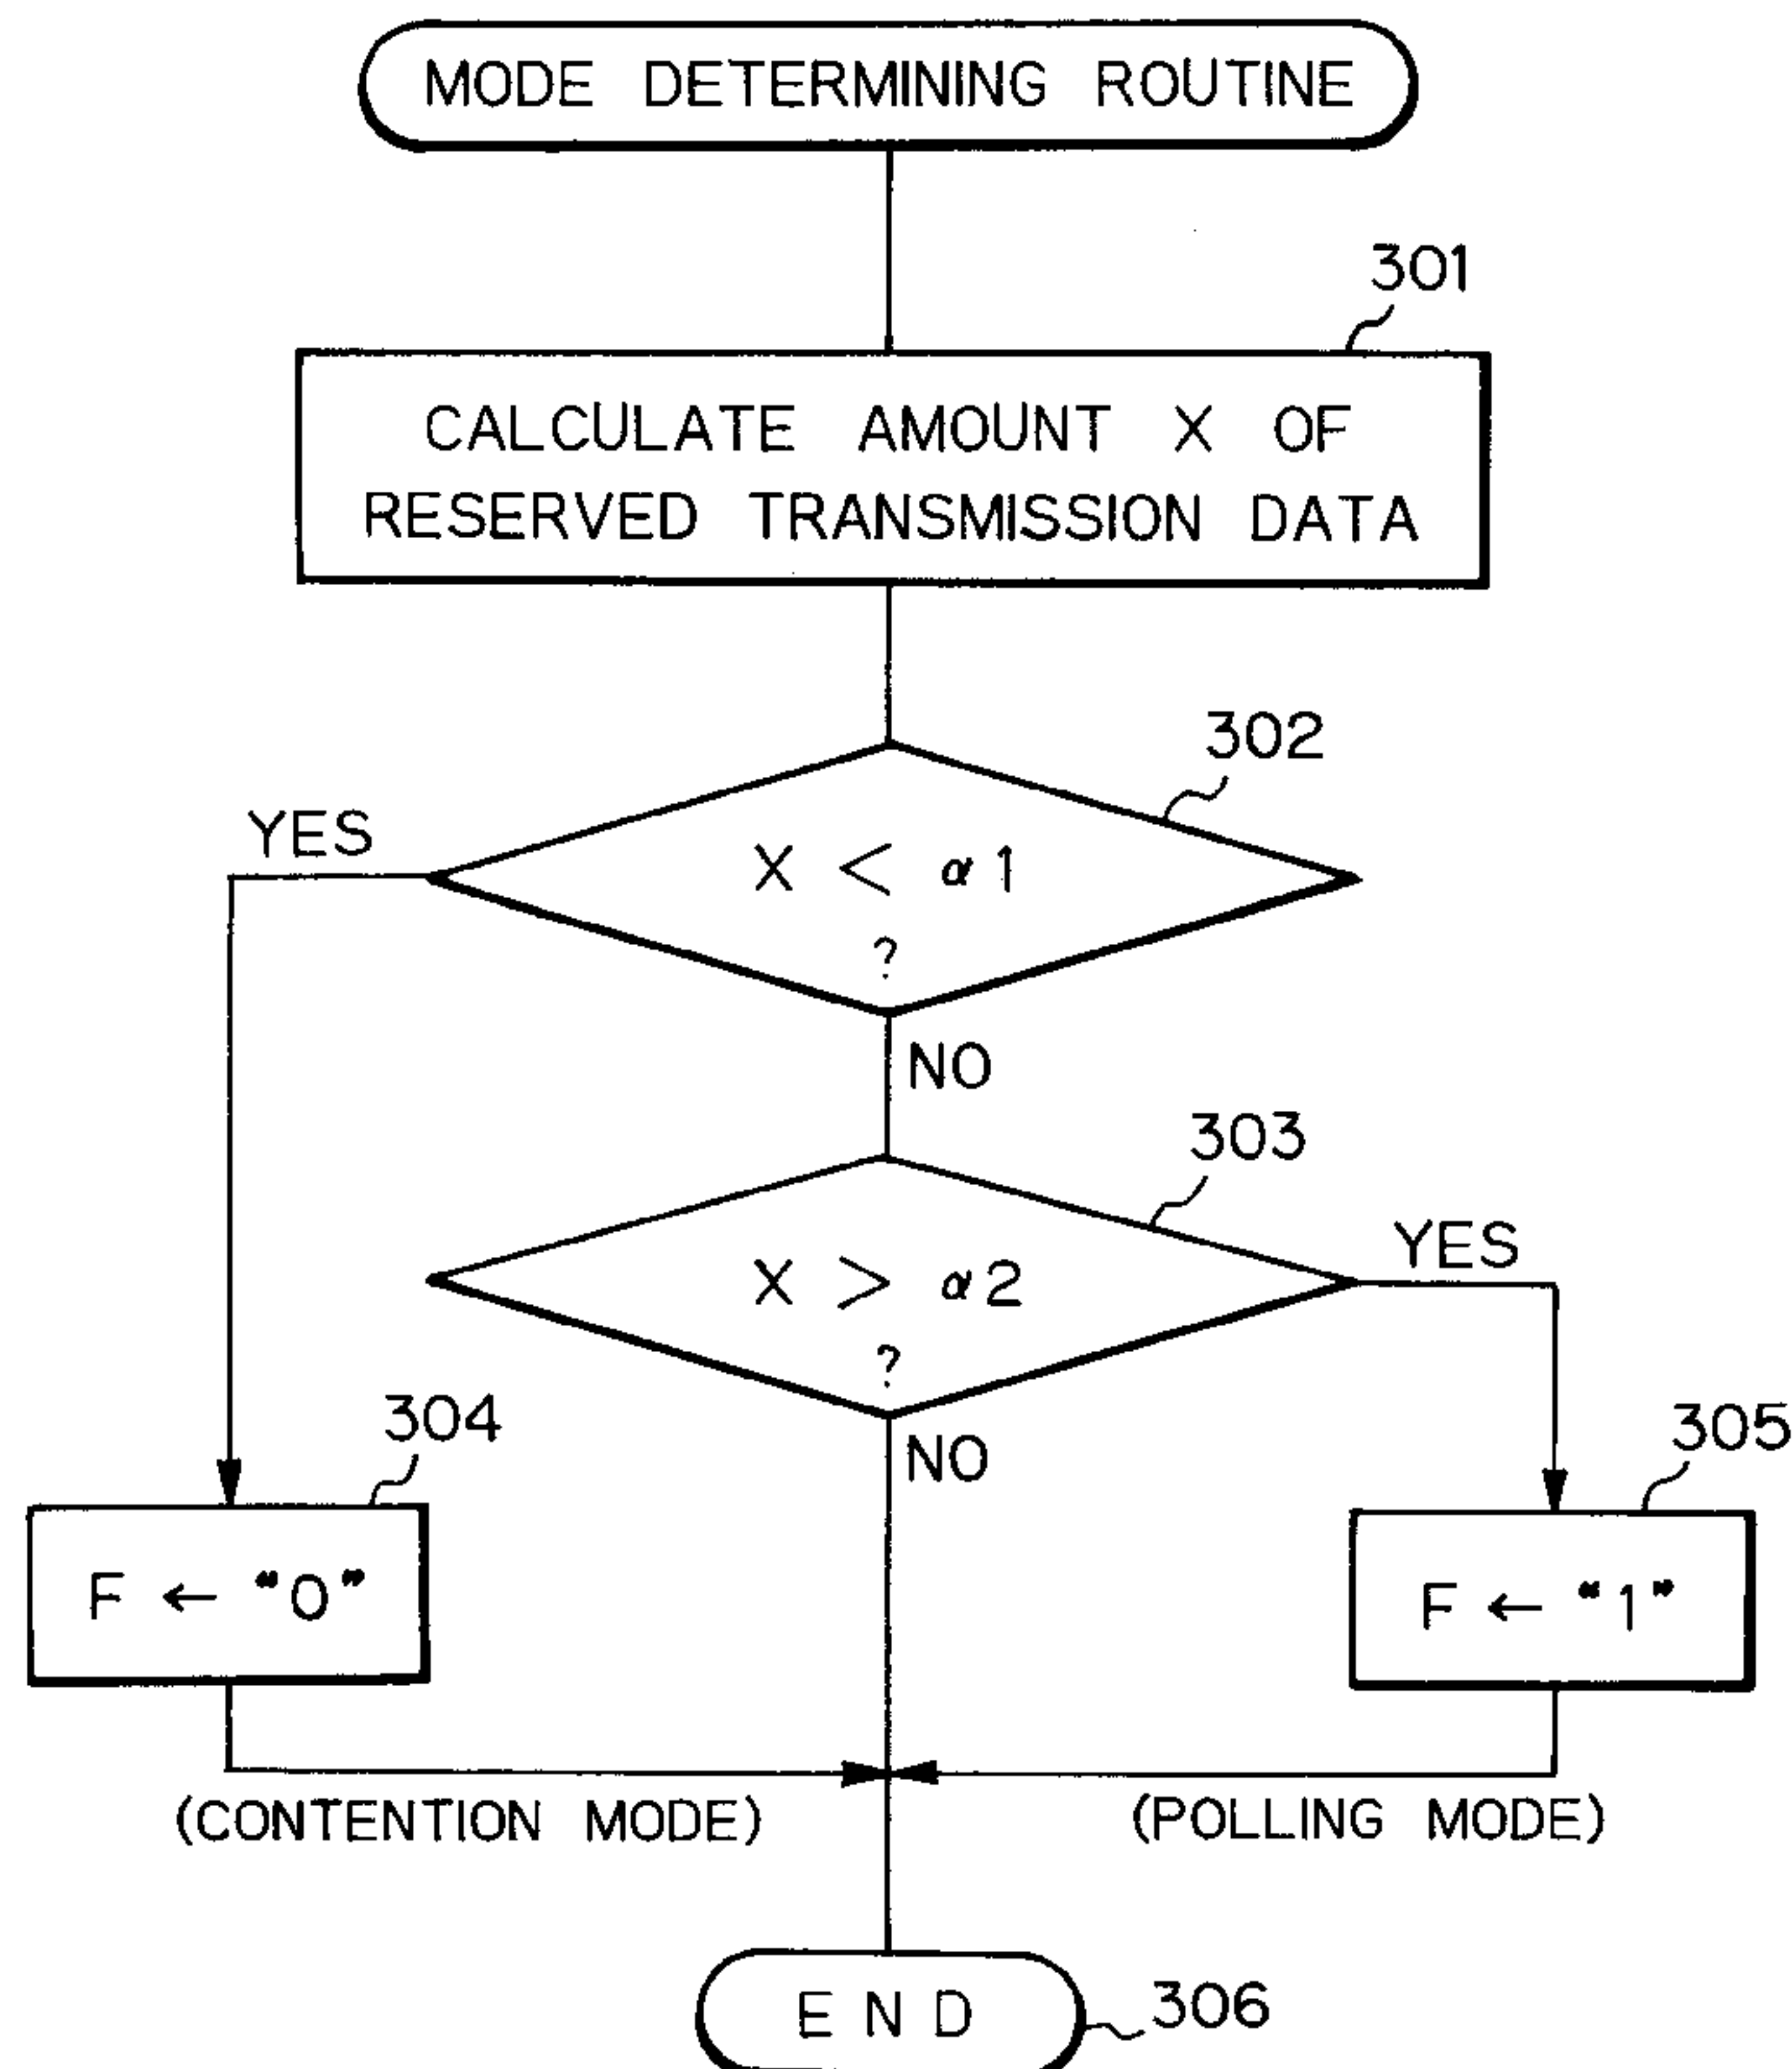 MODE DETERMINING ROUTINE
301
CALCULATE AMOUNT X OF
RESERVED TRANSMISSION DATA
302
YES
X < α1
?
NO
303
YES
X > α2
?
304
NO
305
F ← “0”
F ← “1”
(CONTENTION MODE)
(POLLING MODE)
END
306